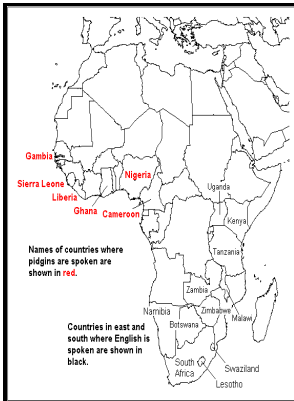 Gambia
Sierra Leone
Liberia
Ghana
Nigeria
Cameroon
Uganda
Kenya
Tanzania
Zambia
Malawi
Namibia
Zimbabwe
Botswana
South
Africa
Swaziland
Lesotho
Names of countries where
pidgins are spoken are
shown in red.
Countries in east and
south where English is
spoken are shown in
black.